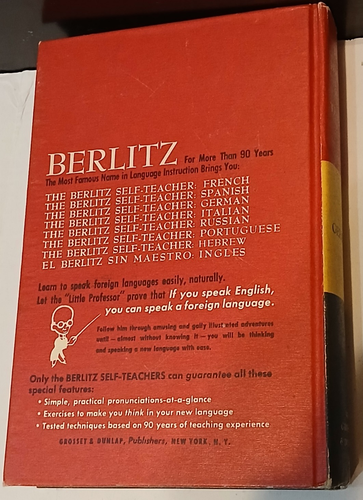 BERLITZ For More Than 90 Years
The Most Famous Name in Language Instruction Brings You:
THE BERLITZ SELF-TEACHER: FRENCH
THE BERLITZ SELF-TEACHER: SPANISH
THE BERLITZ SELF-TEACHER: GERMAN
THE BERLITZ SELF-TEACHER: ITALIAN
THE BERLITZ SELF-TEACHER: RUSSIAN
THE BERLITZ SELF-TEACHER: PORTUGUESE
THE BERLITZ SELF-TEACHER: HEBREW
EL BERLITZ SIN MAESTRO: INGLES
Learn to speak foreign languages easily, naturally.
Let the "Little Professor" prove that If you speak English,
you can speak a foreign language.
Follow him through amusing and gaily illustrated adventures
until—almost without knowing it—you will be thinking
and speaking a new language with ease.
Only the BERLITZ SELF-TEACHERS can guarantee all these
special features:
• Simple, practical pronunciations-at-a-glance
• Exercises to make you think in your new language
• Tested techniques based on 90 years of teaching experience
GROSSET & DUNLAP, Publishers, NEW YORK, N. Y.